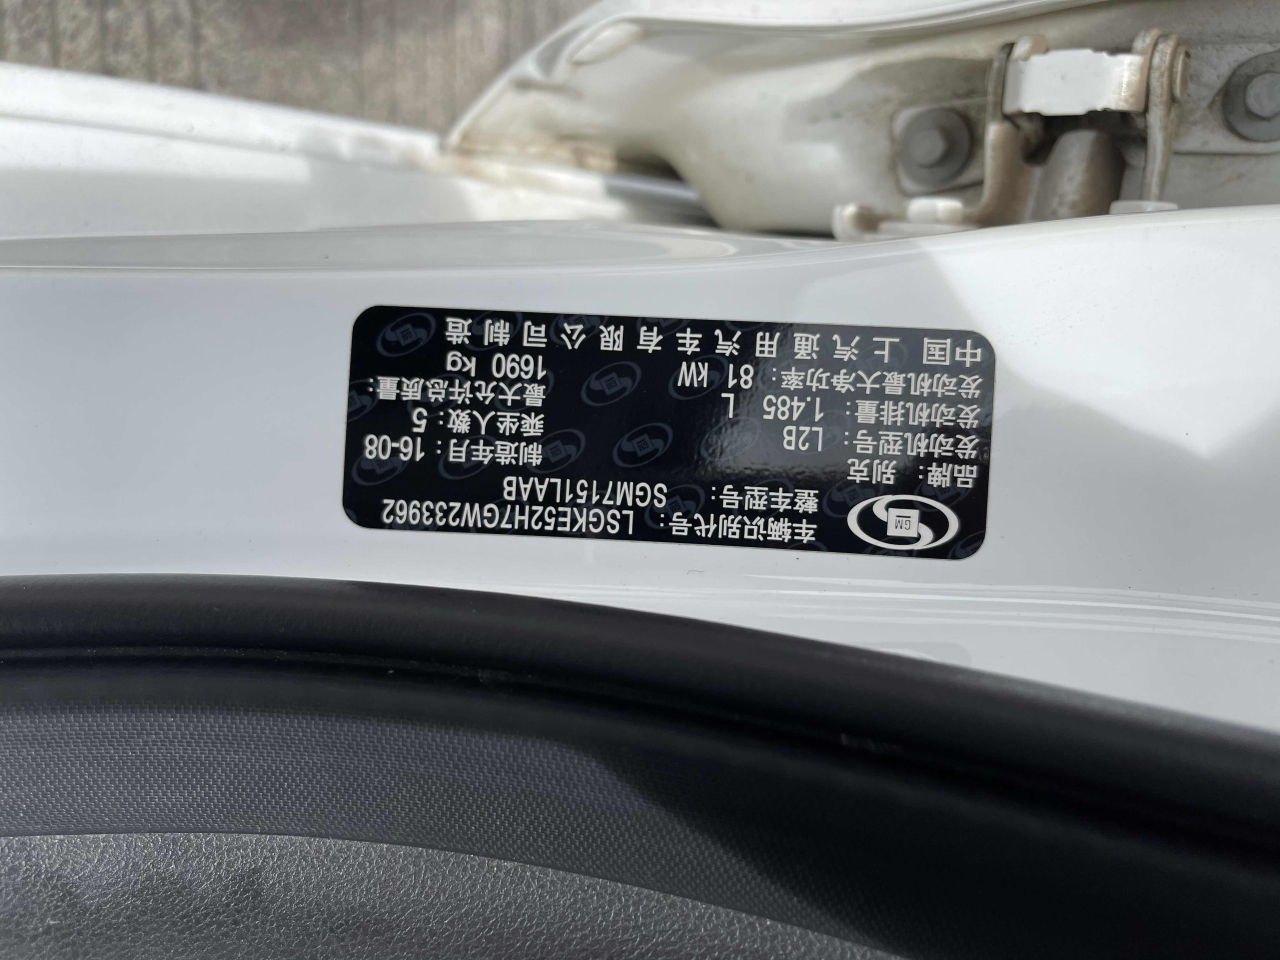 GM
车辆识别代号: LSGKE52H7GW233962
整车型号: SGM7151LAAB
品牌: 别克 制造年月: 16-08
发动机型号: L2B 乘坐人数: 5
发动机排量: 1.485 L 最大允许总质量:
发动机最大净功率: 81 kW 1690 kg
中国 上汽通用汽车有限公司制造